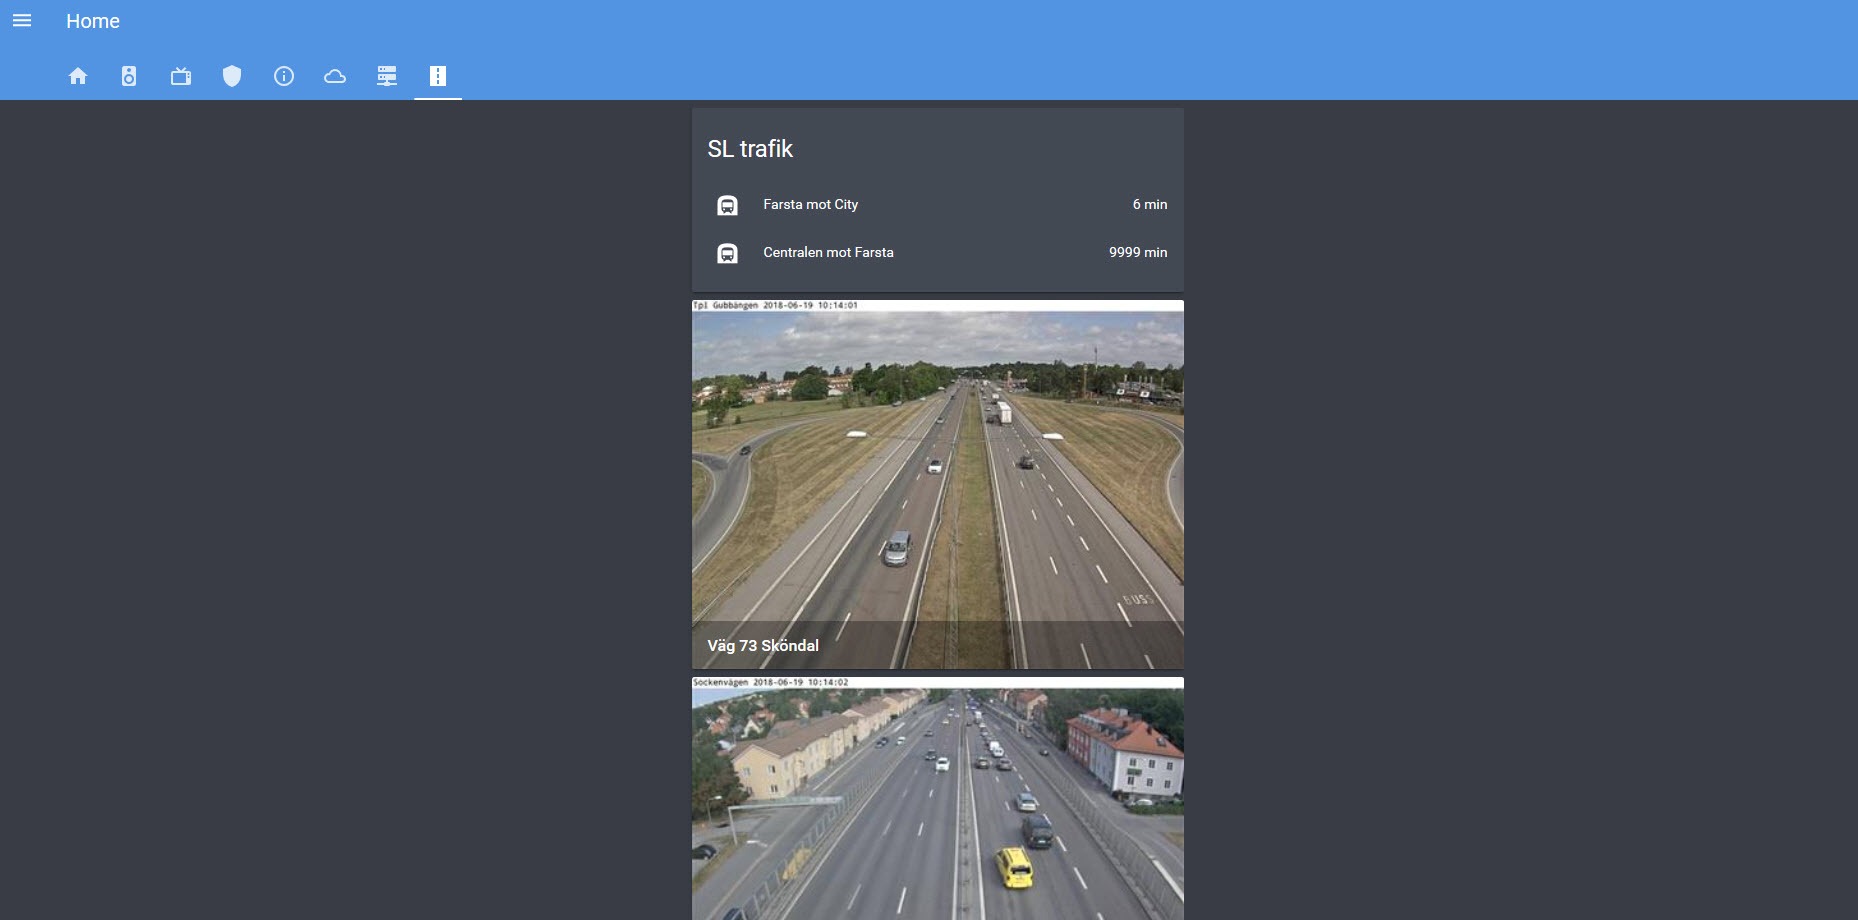 Home
SL trafik
Farsta mot City 6 min
Centralen mot Farsta 9999 min
Tpl Gubbängen 2018-06-19 10:14:01
BUSS
Väg 73 Sköndal
Sockenvägen 2018-06-19 10:14:02